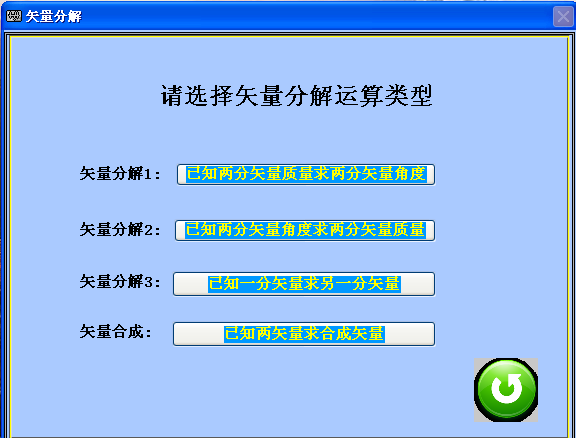 矢量分解
请选择矢量分解运算类型
矢量分解1： 已知两分矢量质量求两分矢量角度
矢量分解2： 已知两分矢量角度求两分矢量质量
矢量分解3： 已知一分矢量求另一分矢量
矢量合成： 已知两矢量求合成矢量